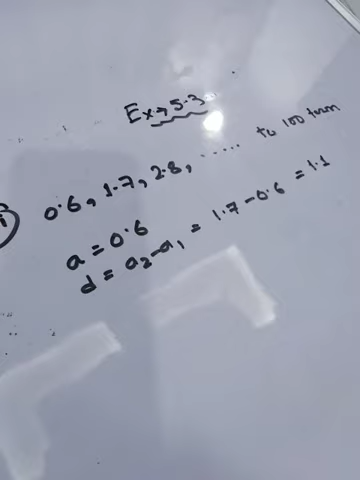 Ex→5.3
0.6, 1.7, 2.8, ...... to 100 term
a = 0.6
d = a₂-a₁ = 1.7-0.6 = 1.1